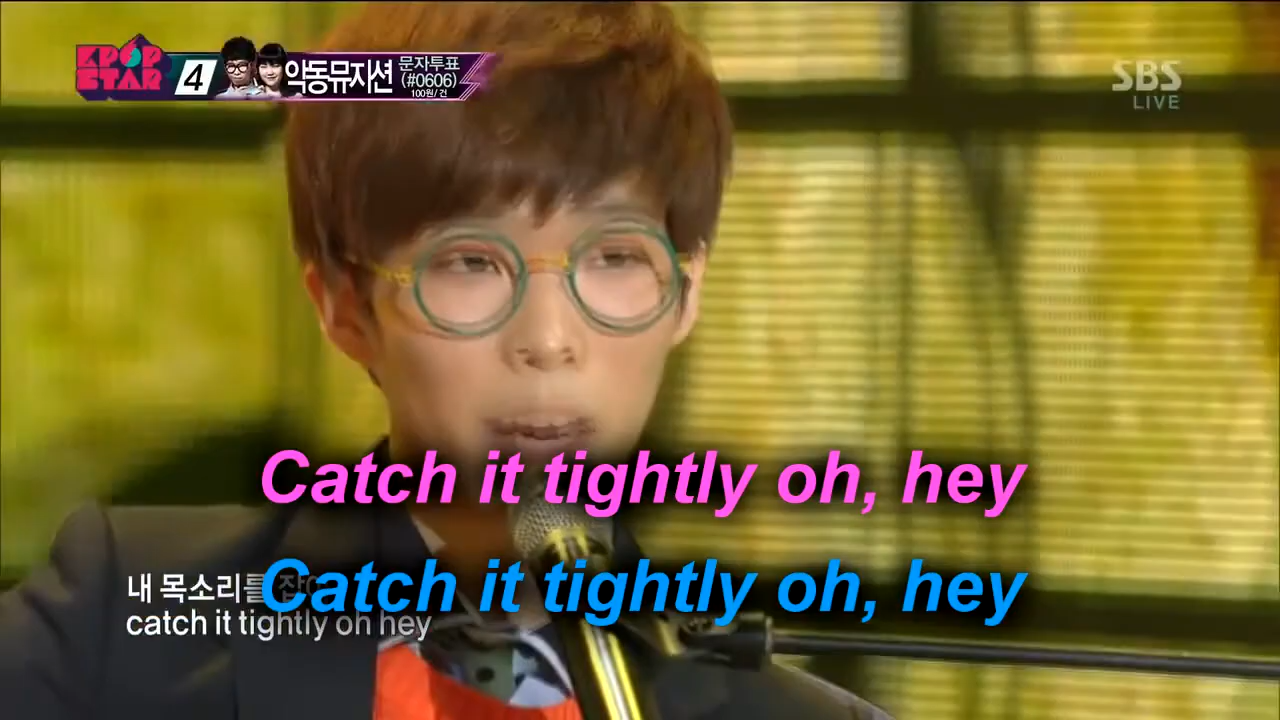 KPOP STAR
4
악동뮤지션
문자투표
(#0606)
100원/건
SBS
LIVE
Catch it tightly oh, hey
Catch it tightly oh, hey
내 목소리를
catch it tightly oh hey